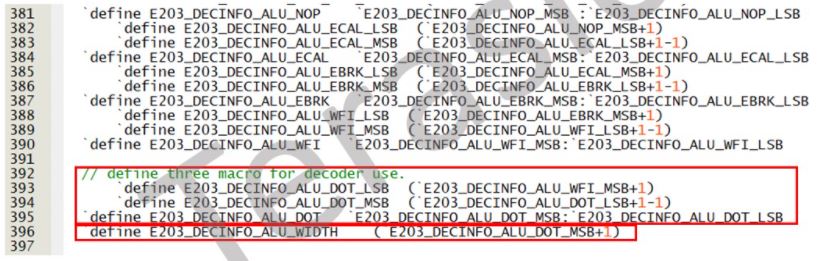 381 `define E203_DECINFO_ALU_NOP `E203_DECINFO_ALU_NOP_MSB :`E203_DECINFO_ALU_NOP_LSB
382 `define E203_DECINFO_ALU_ECAL_LSB (`E203_DECINFO_ALU_NOP_MSB+1)
383 `define E203_DECINFO_ALU_ECAL_MSB (`E203_DECINFO_ALU_ECAL_LSB+1-1)
384 `define E203_DECINFO_ALU_ECAL `E203_DECINFO_ALU_ECAL_MSB:`E203_DECINFO_ALU_ECAL_LSB
385 `define E203_DECINFO_ALU_EBRK_LSB (`E203_DECINFO_ALU_ECAL_MSB+1)
386 `define E203_DECINFO_ALU_EBRK_MSB (`E203_DECINFO_ALU_EBRK_LSB+1-1)
387 `define E203_DECINFO_ALU_EBRK `E203_DECINFO_ALU_EBRK_MSB:`E203_DECINFO_ALU_EBRK_LSB
388 `define E203_DECINFO_ALU_WFI_LSB (`E203_DECINFO_ALU_EBRK_MSB+1)
389 `define E203_DECINFO_ALU_WFI_MSB (`E203_DECINFO_ALU_WFI_LSB+1-1)
390 `define E203_DECINFO_ALU_WFI `E203_DECINFO_ALU_WFI_MSB:`E203_DECINFO_ALU_WFI_LSB
391
392 // define three macro for decoder use.
393 `define E203_DECINFO_ALU_DOT_LSB (`E203_DECINFO_ALU_WFI_MSB+1)
394 `define E203_DECINFO_ALU_DOT_MSB (`E203_DECINFO_ALU_DOT_LSB+1-1)
395 `define E203_DECINFO_ALU_DOT `E203_DECINFO_ALU_DOT_MSB:`E203_DECINFO_ALU_DOT_LSB
396 `define E203_DECINFO_ALU_WIDTH (`E203_DECINFO_ALU_DOT_MSB+1)
397